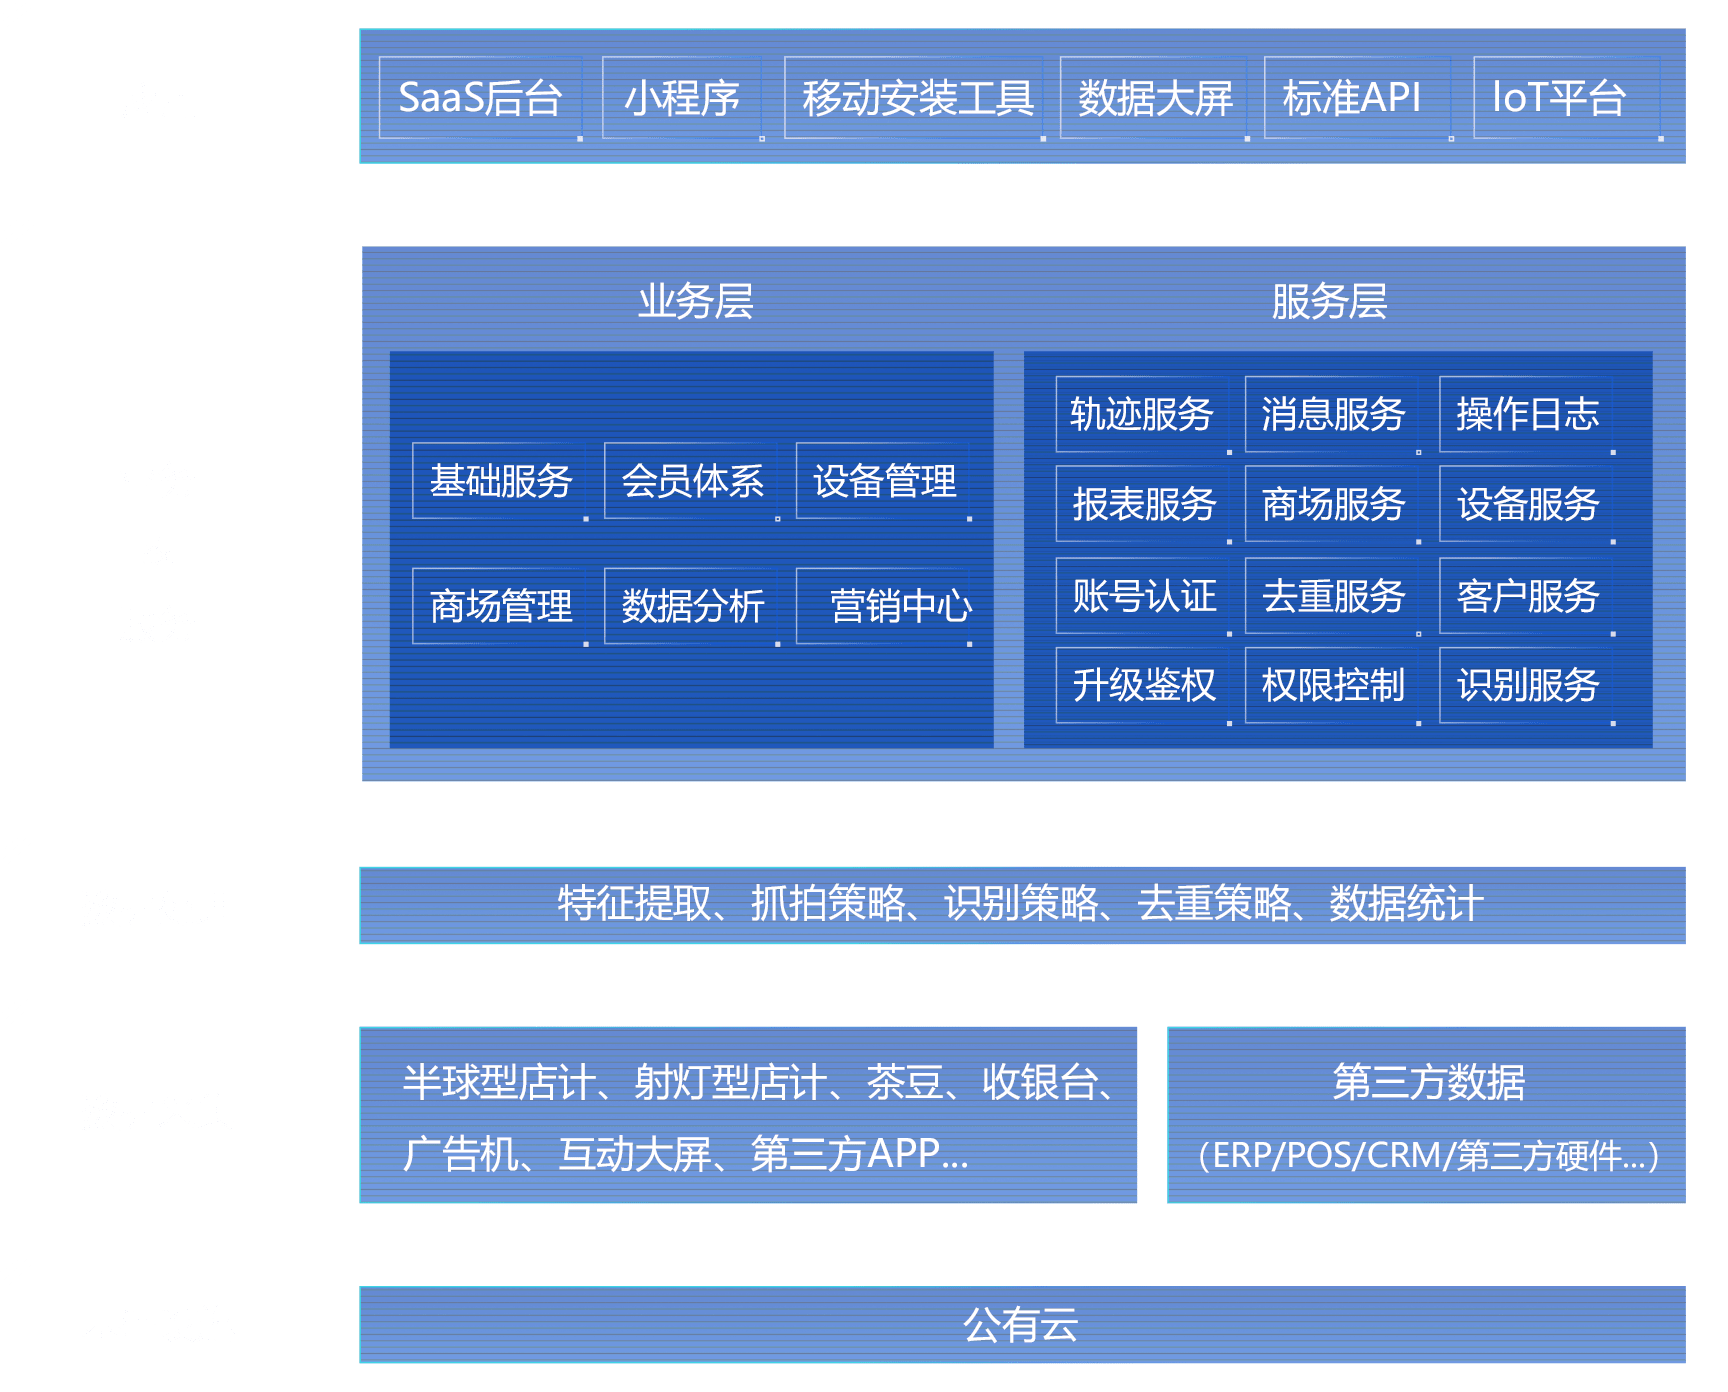 SaaS后台 小程序 移动安装工具 数据大屏 标准API IoT平台
业务层
基础服务 会员体系 设备管理
商场管理 数据分析 营销中心
服务层
轨迹服务 消息服务 操作日志
报表服务 商场服务 设备服务
账号认证 去重服务 客户服务
升级鉴权 权限控制 识别服务
特征提取、抓拍策略、识别策略、去重策略、数据统计
半球型店计、射灯型店计、茶豆、收银台、
广告机、互动大屏、第三方APP...
第三方数据
（ERP/POS/CRM/第三方硬件...）
公有云